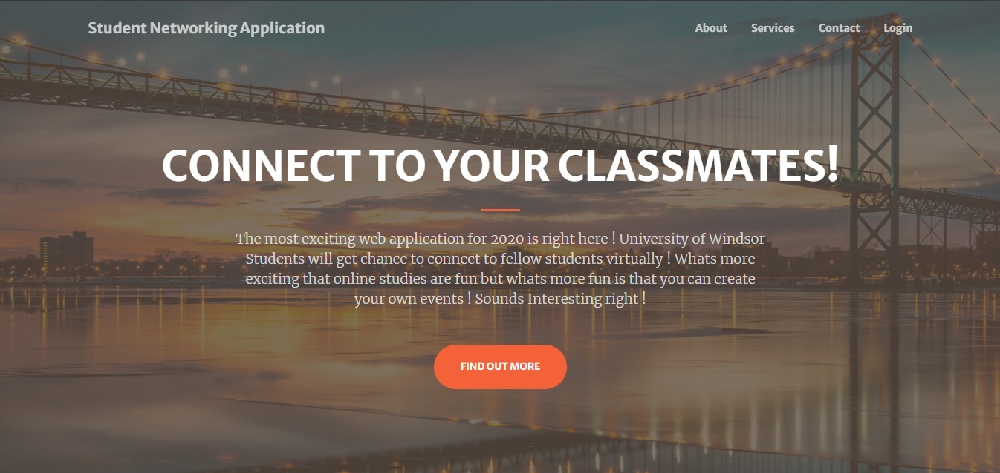 Student Networking Application
About Services Contact Login
CONNECT TO YOUR CLASSMATES!
The most exciting web application for 2020 is right here ! University of Windsor
Students will get chance to connect to fellow students virtually ! Whats more
exciting that online studies are fun but whats more fun is that you can create
your own events ! Sounds Interesting right !
FIND OUT MORE